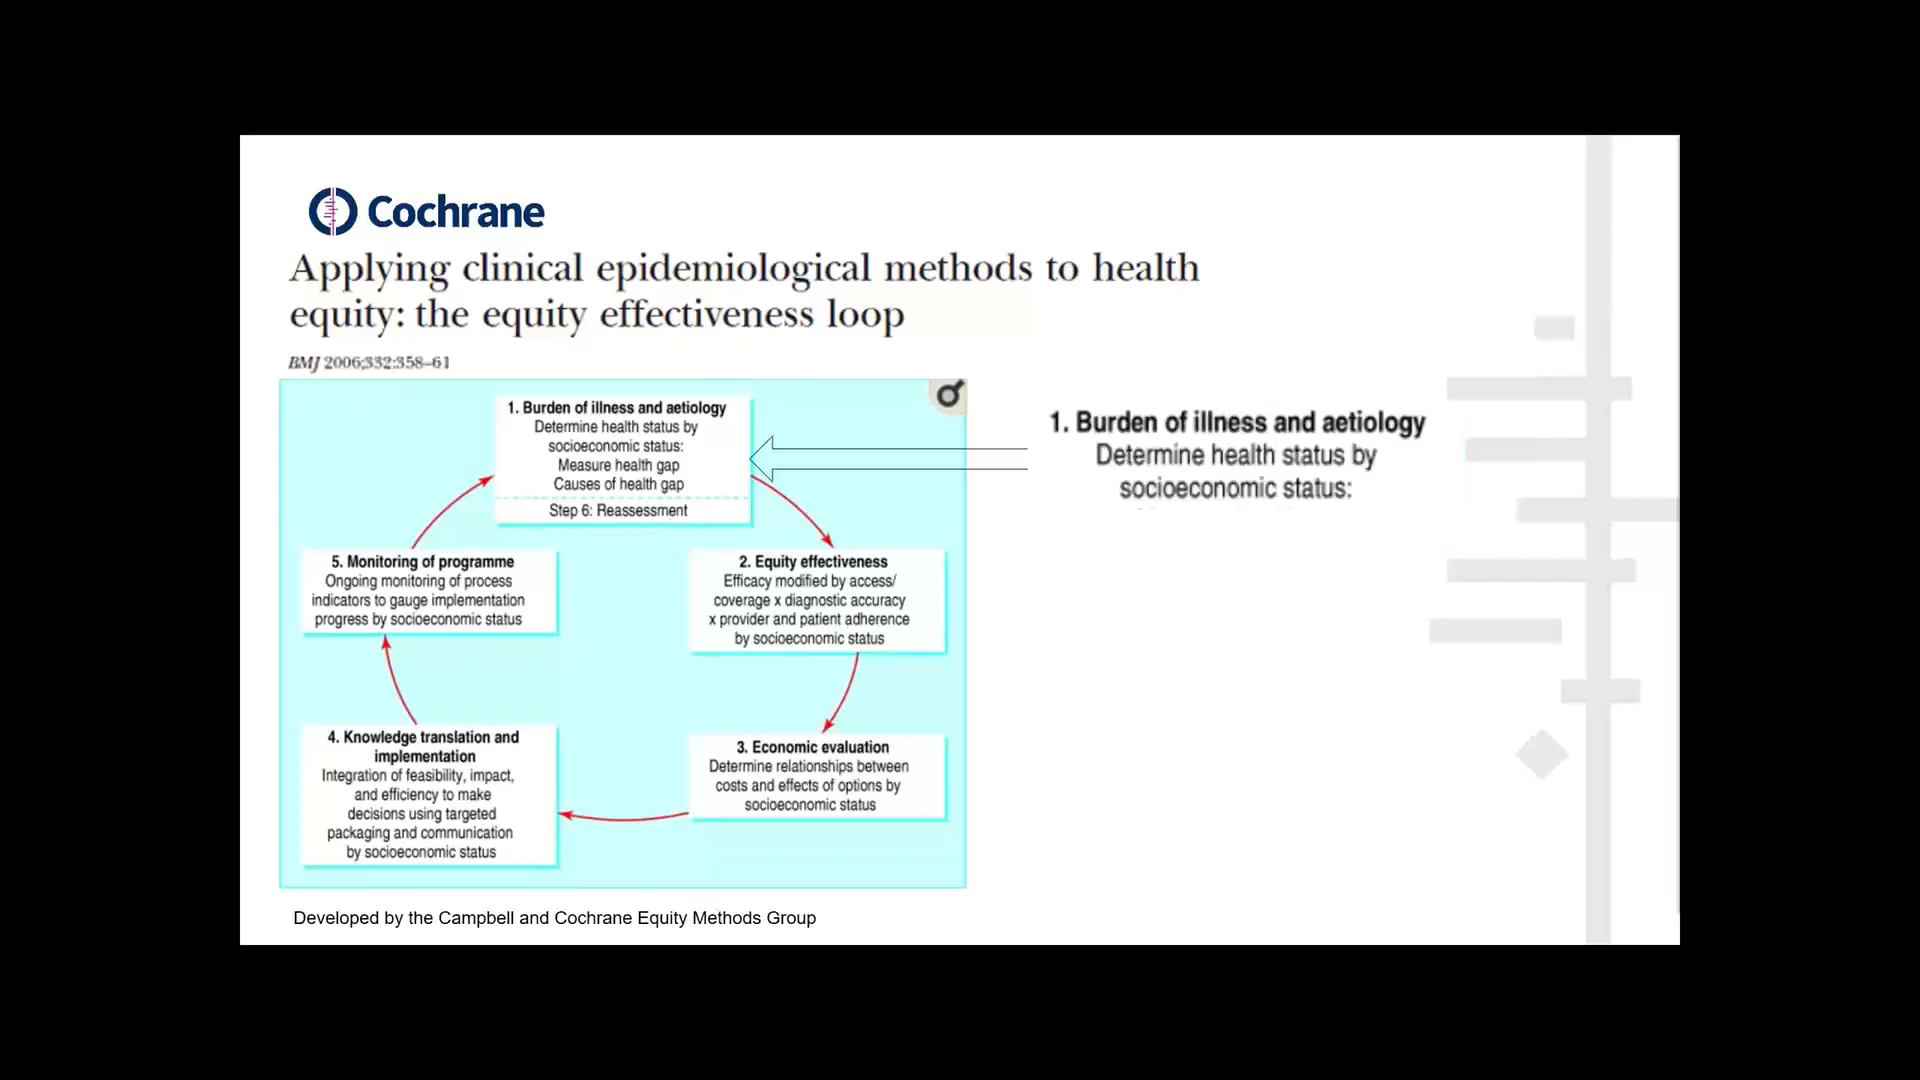 Cochrane
Applying clinical epidemiological methods to health
equity: the equity effectiveness loop
BMJ 2006;332:358–61
1. Burden of illness and aetiology
Determine health status by
socioeconomic status:
Measure health gap
Causes of health gap
Step 6: Reassessment
2. Equity effectiveness
Efficacy modified by access/
coverage x diagnostic accuracy
x provider and patient adherence
by socioeconomic status
3. Economic evaluation
Determine relationships between
costs and effects of options by
socioeconomic status
4. Knowledge translation and
implementation
Integration of feasibility, impact,
and efficiency to make
decisions using targeted
packaging and communication
by socioeconomic status
5. Monitoring of programme
Ongoing monitoring of process
indicators to gauge implementation
progress by socioeconomic status
1. Burden of illness and aetiology
Determine health status by
socioeconomic status:
Developed by the Campbell and Cochrane Equity Methods Group